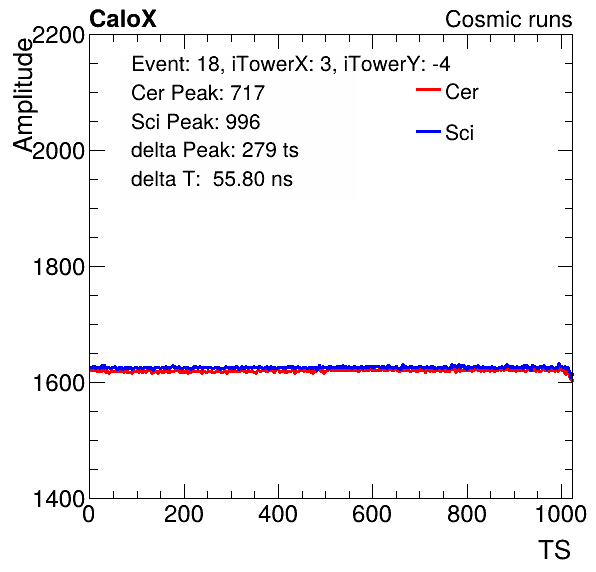 CaloX Cosmic runs
Amplitude
2200
2000
1800
1600
1400
Event: 18, iTowerX: 3, iTowerY: -4
Cer Peak: 717
Sci Peak: 996
delta Peak: 279 ts
delta T: 55.80 ns
Cer
Sci
0 200 400 600 800 1000
TS